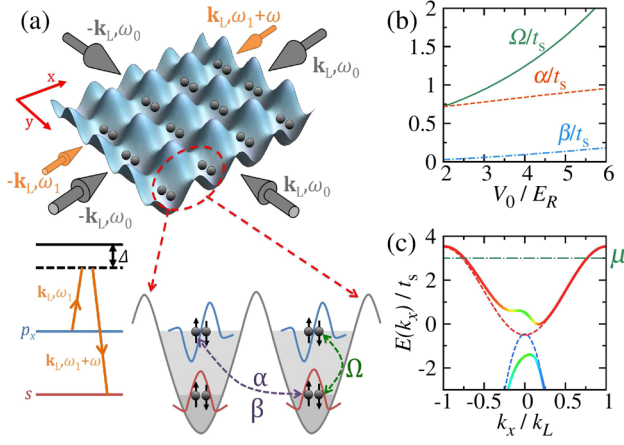 (a)
-k_L,ω_0
k_L,ω_1+ω
k_L,ω_0
x
y
-k_L,ω_1
-k_L,ω_0
k_L,ω_0
Δ
k_L,ω_1
p_x
k_L,ω_1+ω
s
α
β
Ω
(b)
2
1.5
1
0.5
0
Ω/t_s
α/t_s
β/t_s
2 3 4 5 6
V_0 / E_R
(c)
4
2
0
-2
E(k_x) / t_s
μ
-1 -0.5 0 0.5 1
k_x / k_L